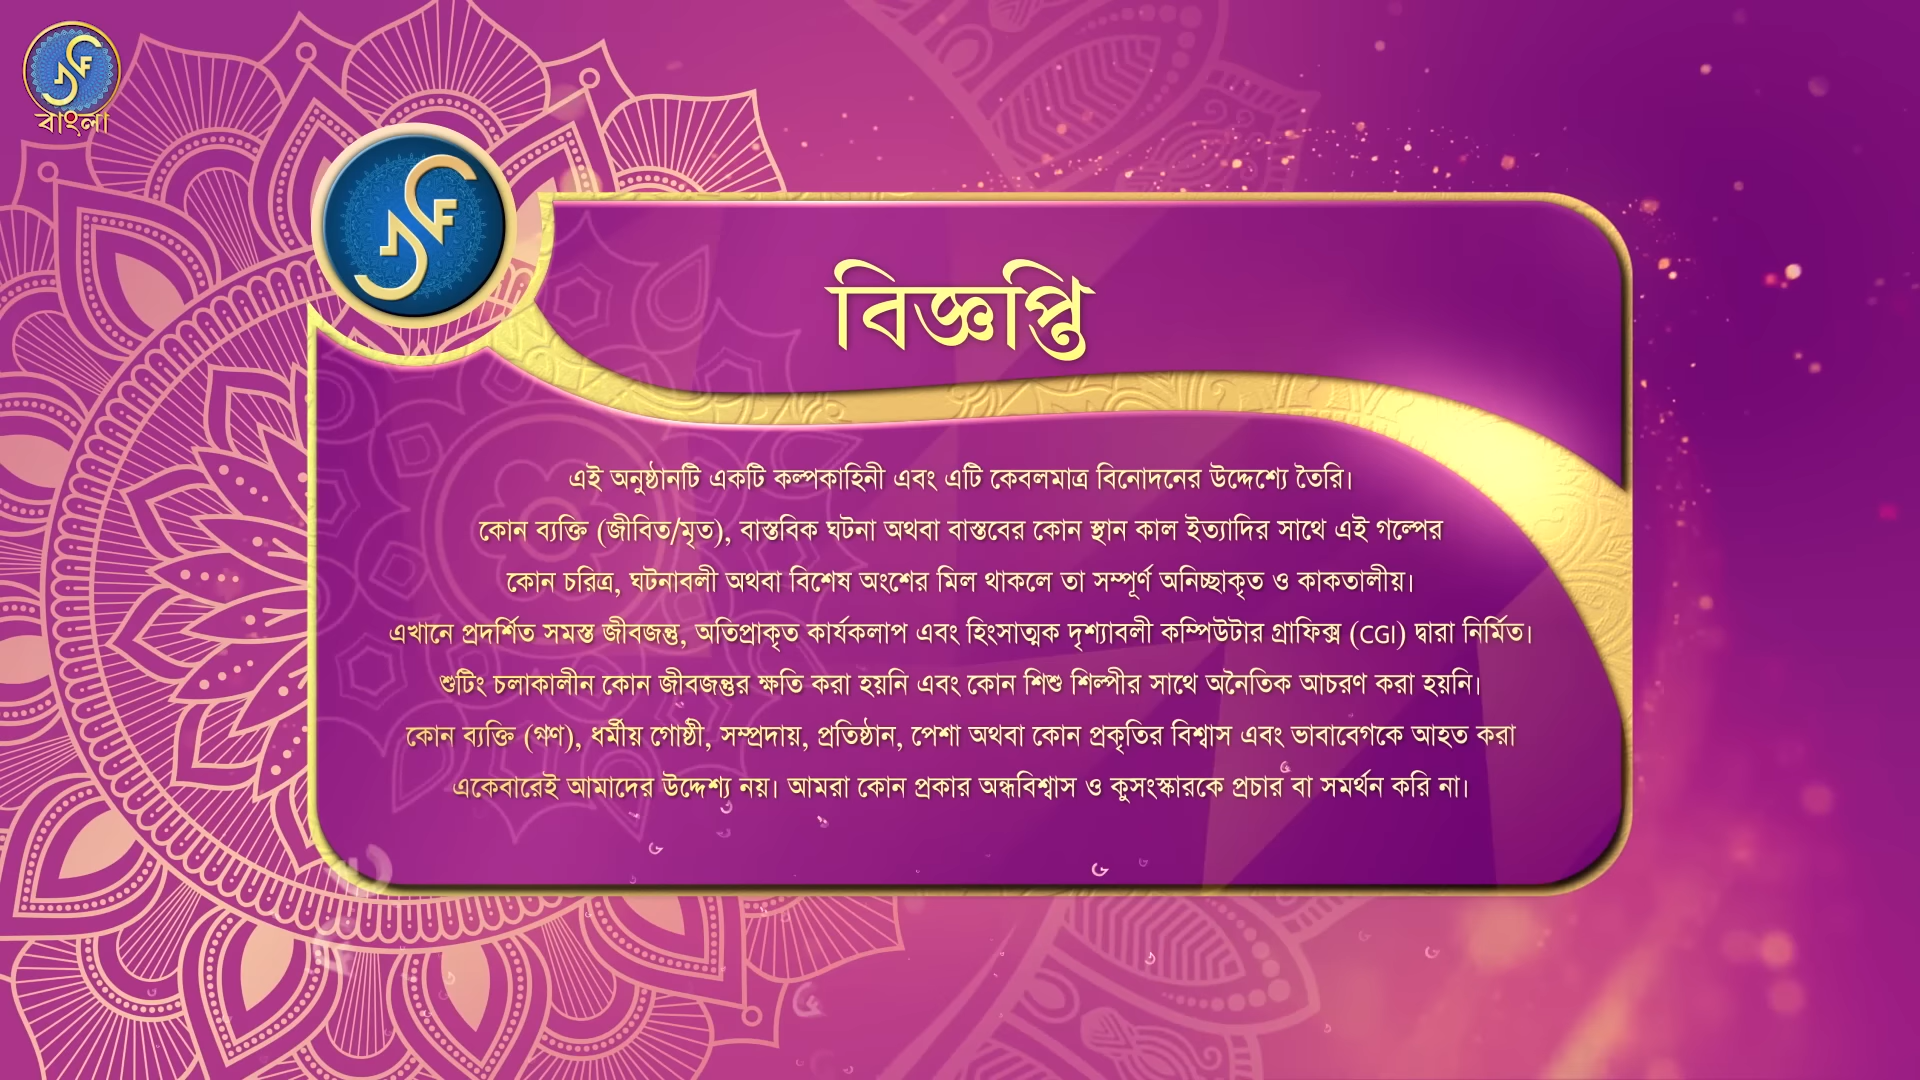 বাংলা
বিজ্ঞপ্তি
এই অনুষ্ঠানটি একটি কল্পকাহিনী এবং এটি কেবলমাত্র বিনোদনের উদ্দেশ্যে তৈরি।
কোন ব্যক্তি (জীবিত/মৃত), বাস্তবিক ঘটনা অথবা বাস্তবের কোন স্থান কাল ইত্যাদির সাথে এই গল্পের
কোন চরিত্র, ঘটনাবলী অথবা বিশেষ অংশের মিল থাকলে তা সম্পূর্ণ অনিচ্ছাকৃত ও কাকতালীয়।
এখানে প্রদর্শিত সমস্ত জীবজন্তু, অতিপ্রাকৃত কার্যকলাপ এবং হিংসাত্মক দৃশ্যাবলী কম্পিউটার গ্রাফিক্স (CGI) দ্বারা নির্মিত।
শুটিং চলাকালীন কোন জীবজন্তুর ক্ষতি করা হয়নি এবং কোন শিশু শিল্পীর সাথে অনৈতিক আচরণ করা হয়নি।
কোন ব্যক্তি (গণ), ধর্মীয় গোষ্ঠী, সম্প্রদায়, প্রতিষ্ঠান, পেশা অথবা কোন প্রকৃতির বিশ্বাস এবং ভাবাবেগকে আহত করা
একেবারেই আমাদের উদ্দেশ্য নয়। আমরা কোন প্রকার অন্ধবিশ্বাস ও কুসংস্কারকে প্রচার বা সমর্থন করি না।